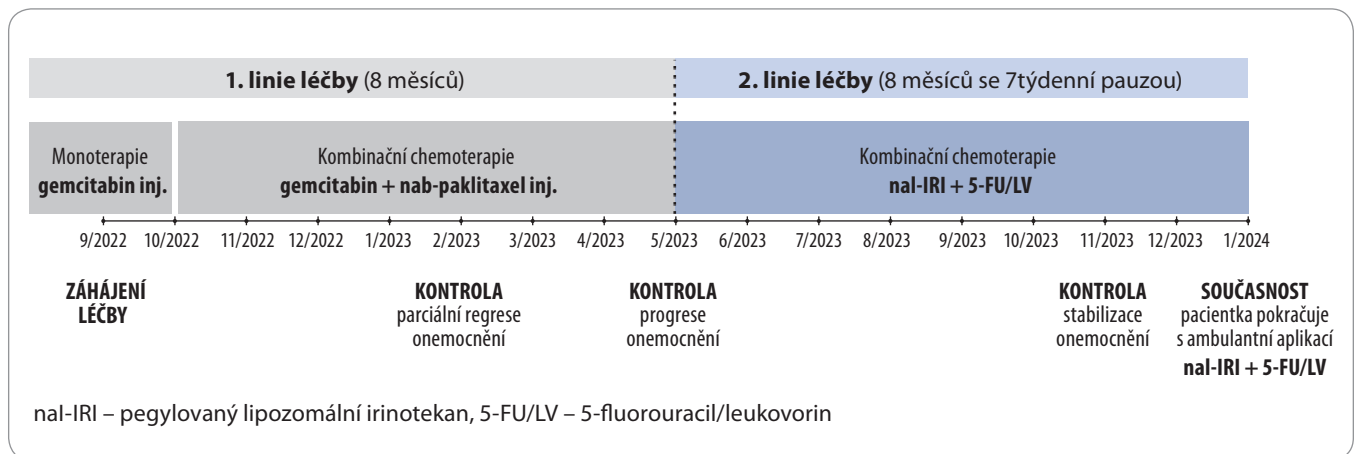 1. linie léčby (8 měsíců)
2. linie léčby (8 měsíců se 7týdenní pauzou)
Monoterapie
gemcitabin inj.
Kombinační chemoterapie
gemcitabin + nab-paklitaxel inj.
Kombinační chemoterapie
nal-IRI + 5-FU/LV
9/2022 10/2022 11/2022 12/2022 1/2023 2/2023 3/2023 4/2023 5/2023 6/2023 7/2023 8/2023 9/2023 10/2023 11/2023 12/2023 1/2024
ZÁHÁJENÍ
LÉČBY
KONTROLA
parciální regrese
onemocnění
KONTROLA
progrese
onemocnění
KONTROLA
stabilizace
onemocnění
SOUČASNOST
pacientka pokračuje
s ambulantní aplikací
nal-IRI + 5-FU/LV
nal-IRI – pegylovaný lipozomální irinotekan, 5-FU/LV – 5-fluorouracil/leukovorin